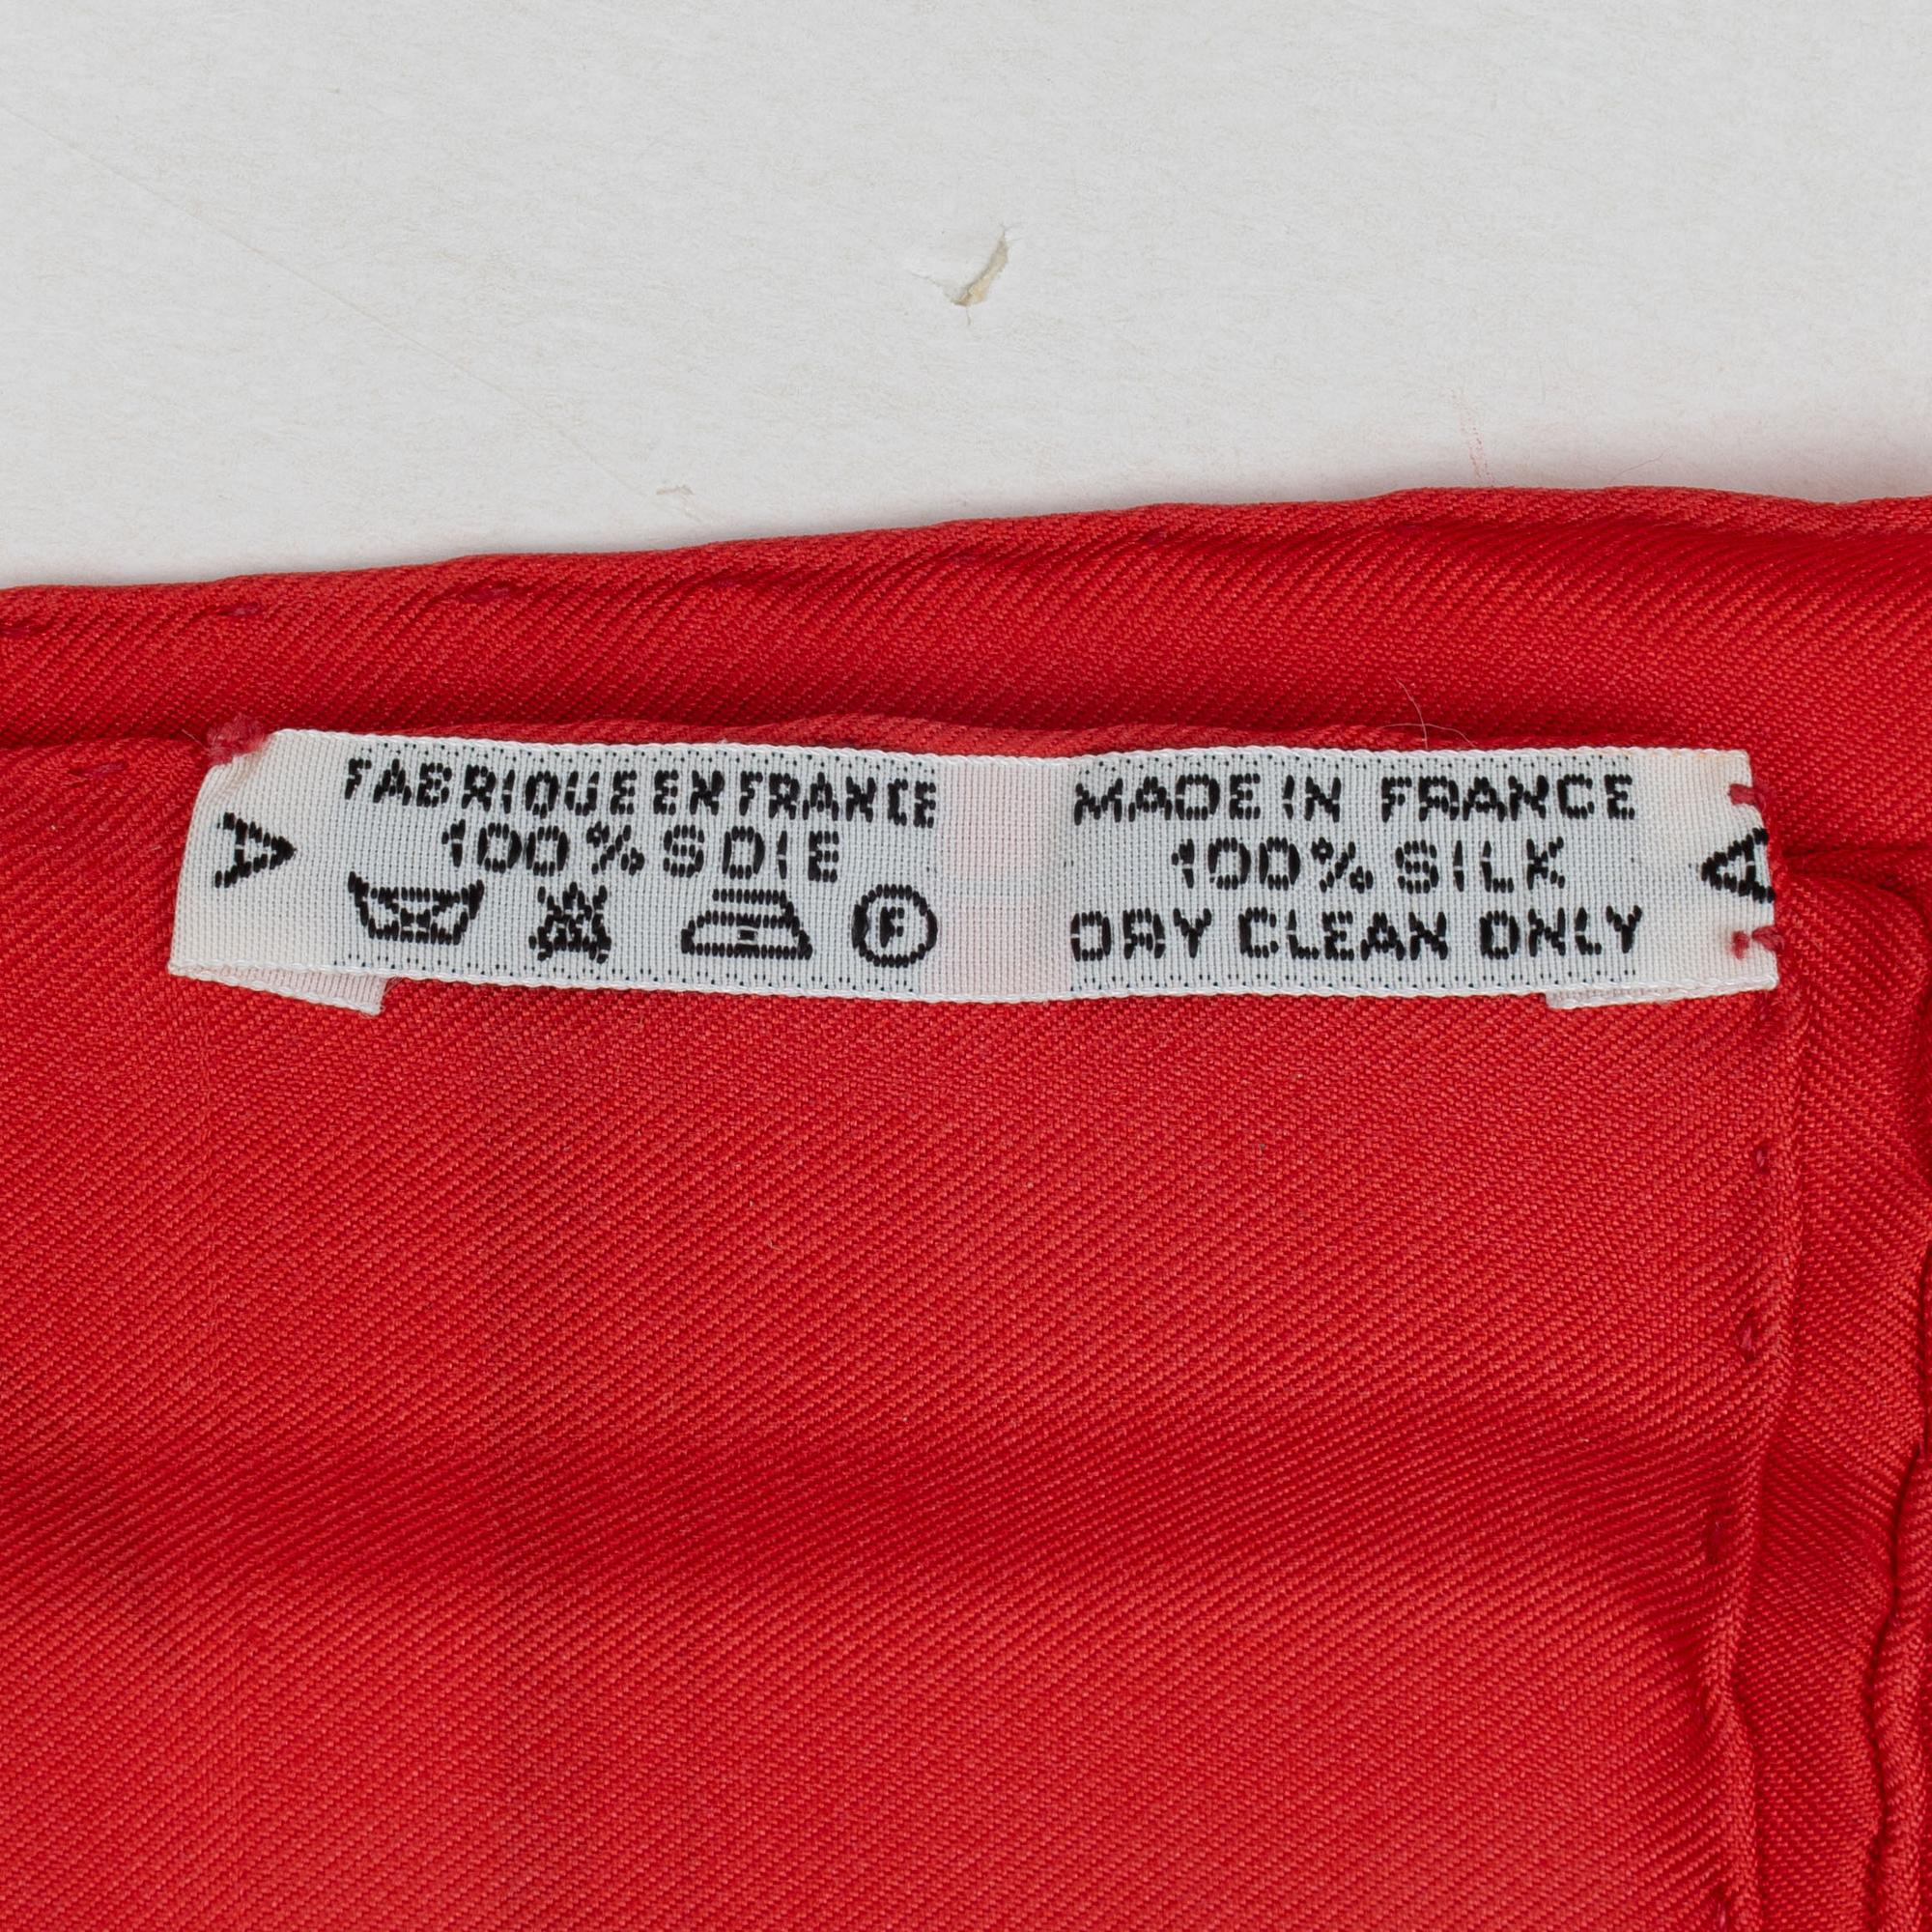 A
FABRIQUE EN FRANCE
100% SOIE
F
MADE IN FRANCE
100% SILK
DRY CLEAN ONLY
A